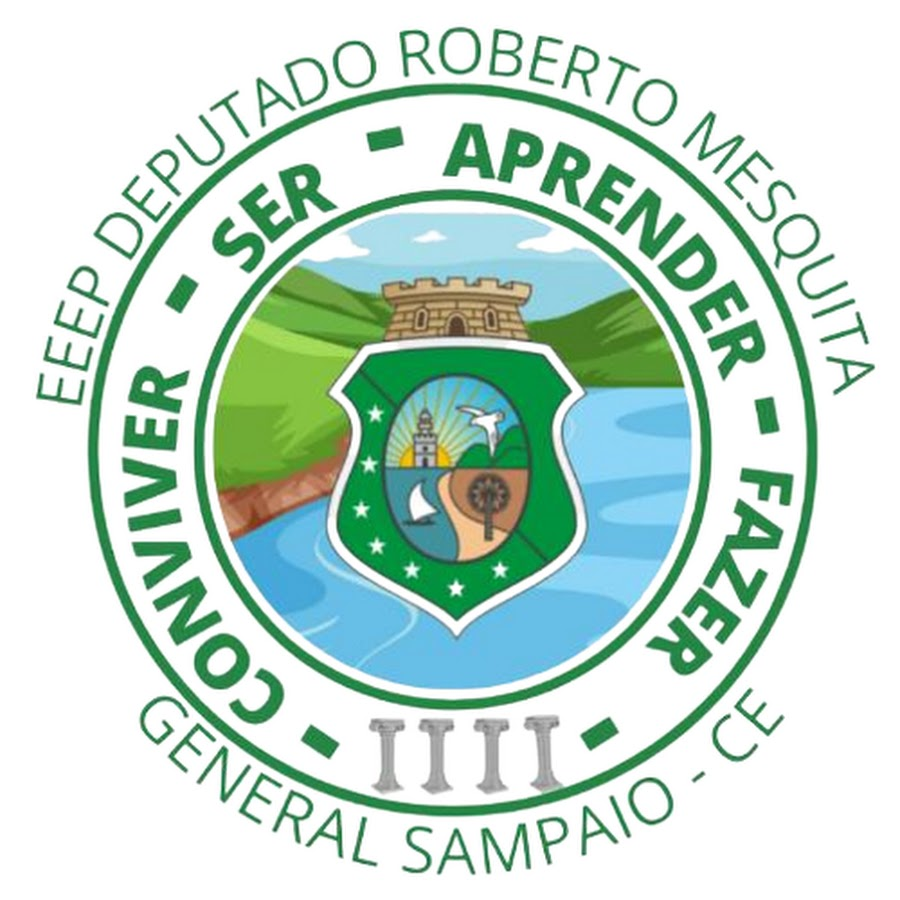 EEEP DEPUTADO ROBERTO MESQUITA
CONVIVER - SER - APRENDER - FAZER -
GENERAL SAMPAIO - CE